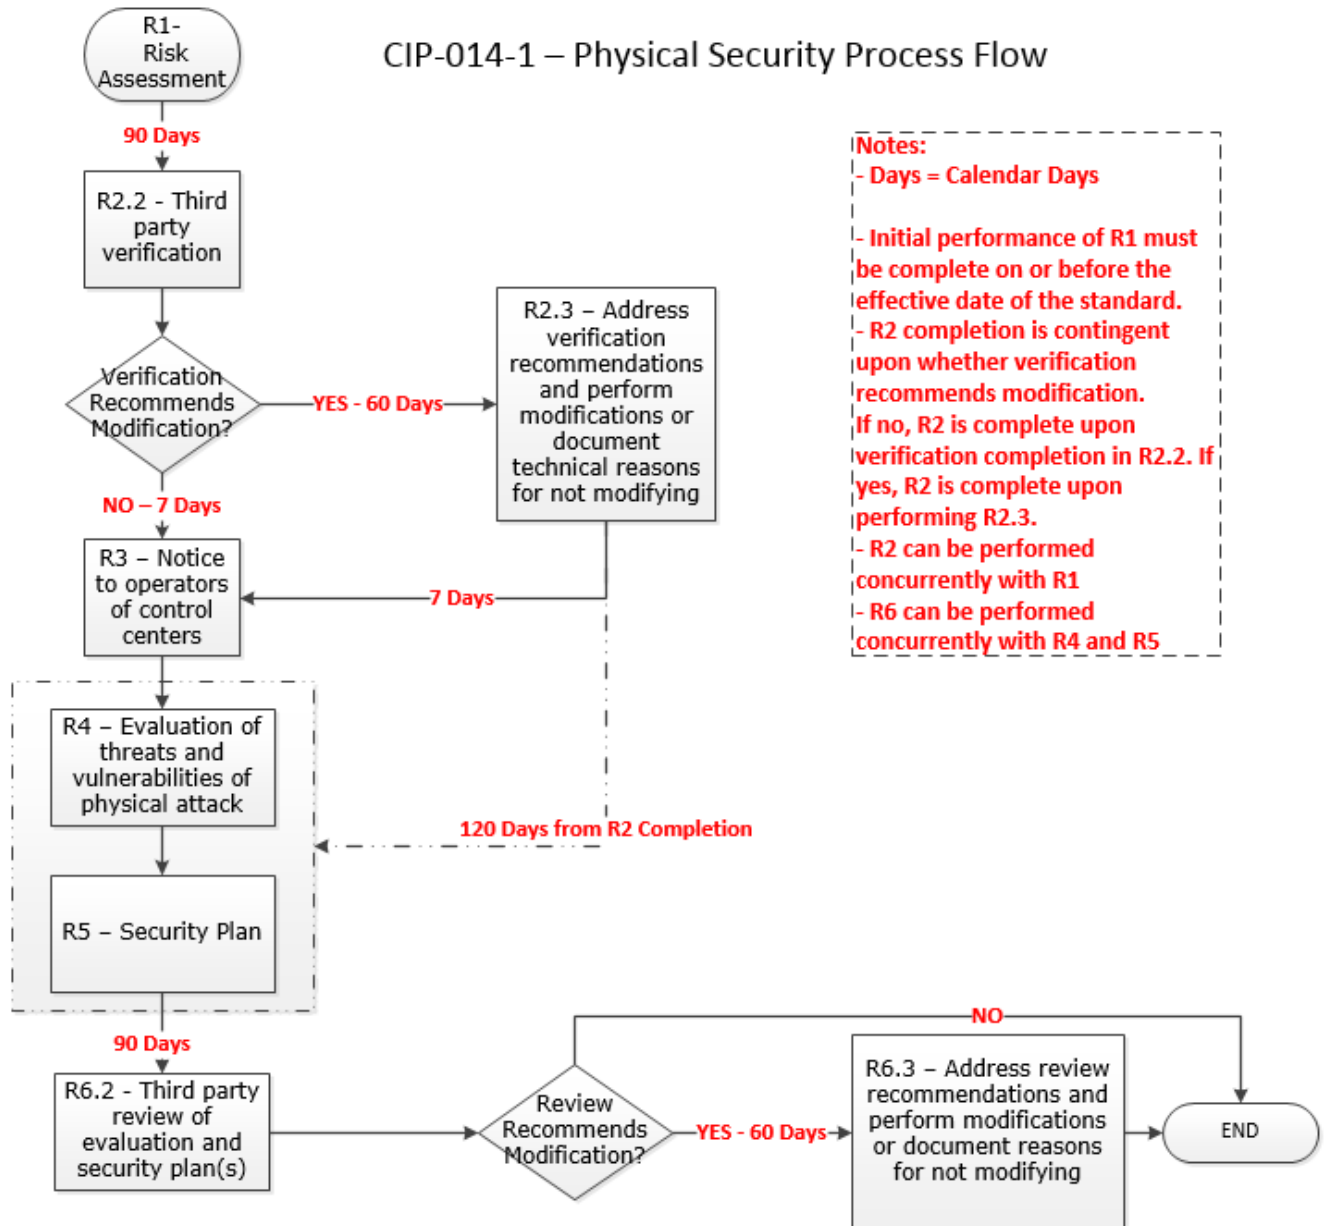 CIP-014-1 – Physical Security Process Flow
R1-
Risk
Assessment
90 Days
R2.2 - Third
party
verification
Verification
Recommends
Modification?
YES - 60 Days
R2.3 – Address
verification
recommendations
and perform
modifications or
document
technical reasons
for not modifying
NO – 7 Days
R3 – Notice
to operators
of control
centers
7 Days
R4 – Evaluation of
threats and
vulnerabilities of
physical attack
120 Days from R2 Completion
R5 – Security Plan
90 Days
R6.2 - Third party
review of
evaluation and
security plan(s)
Review
Recommends
Modification?
NO
YES - 60 Days
R6.3 – Address review
recommendations and
perform modifications
or document reasons
for not modifying
END
Notes:
- Days = Calendar Days
- Initial performance of R1 must
be complete on or before the
effective date of the standard.
- R2 completion is contingent
upon whether verification
recommends modification.
If no, R2 is complete upon
verification completion in R2.2. If
yes, R2 is complete upon
performing R2.3.
- R2 can be performed
concurrently with R1
- R6 can be performed
concurrently with R4 and R5